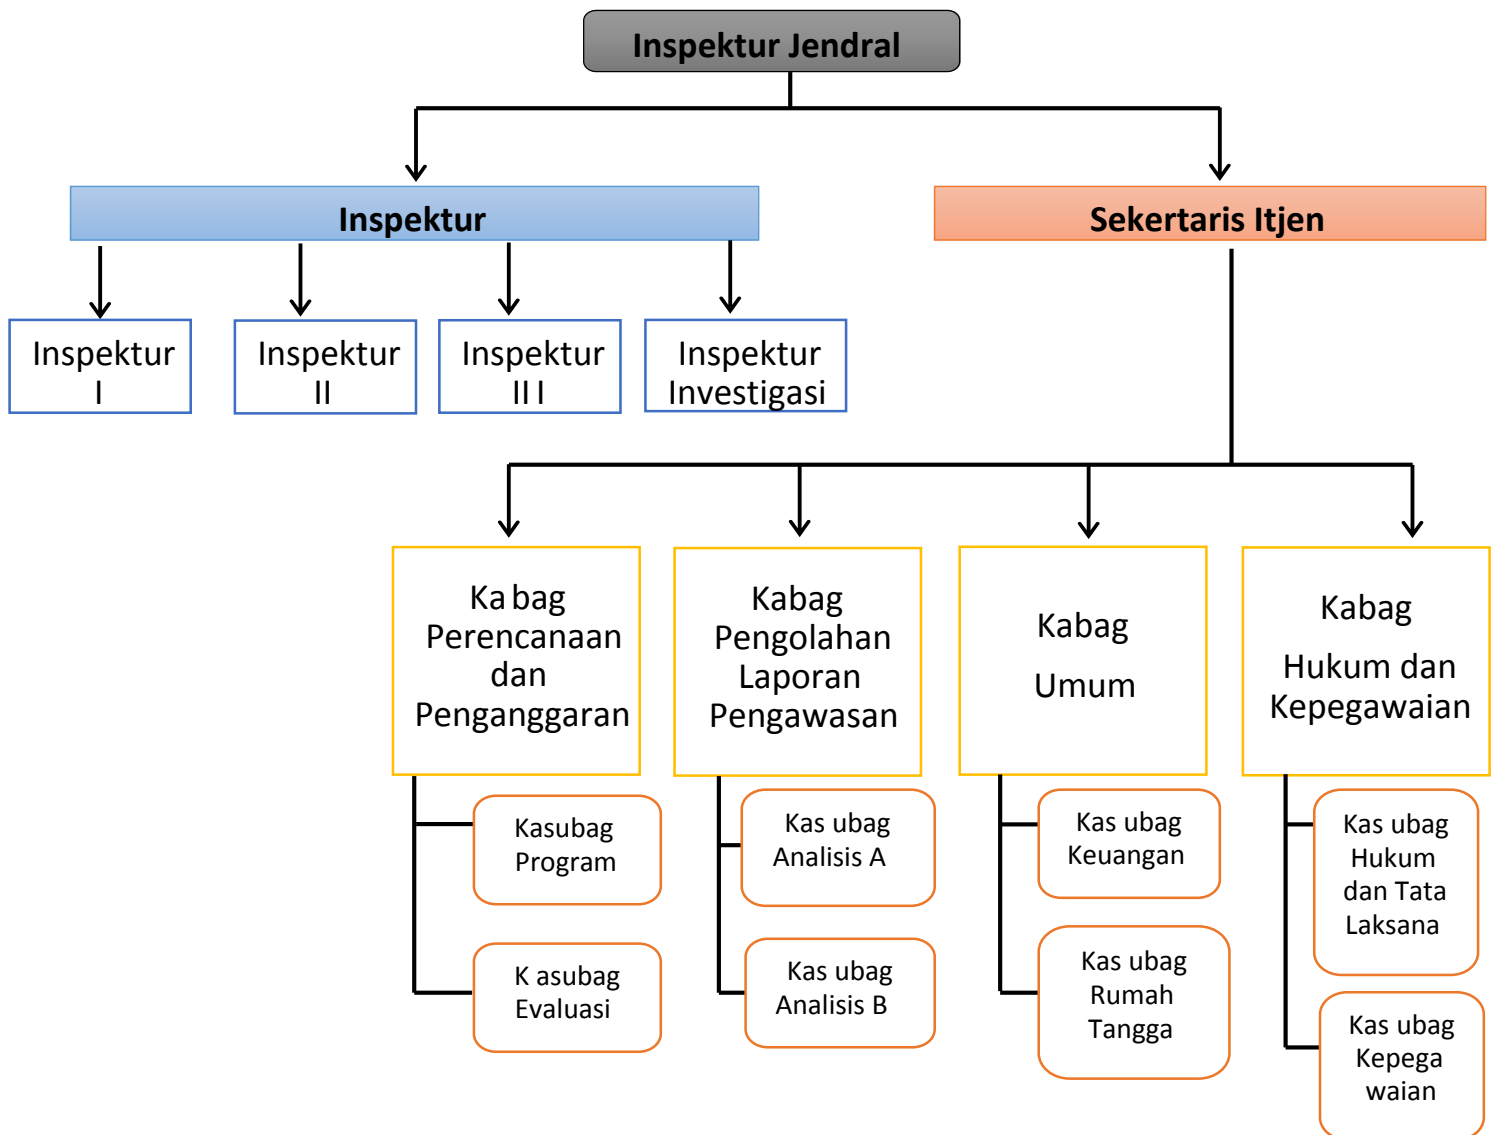 Inspektur Jendral
Inspektur
Sekertaris Itjen
Inspektur
I
Inspektur
II
Inspektur
III
Inspektur
Investigasi
Kabag
Perencanaan
dan
Penganggaran
Kabag
Pengolahan
Laporan
Pengawasan
Kabag
Umum
Kabag
Hukum dan
Kepegawaian
Kasubag
Program
K asubag
Evaluasi
Kas ubag
Analisis A
Kas ubag
Analisis B
Kas ubag
Keuangan
Kas ubag
Rumah
Tangga
Kas ubag
Hukum
dan Tata
Laksana
Kas ubag
Kepega
waian